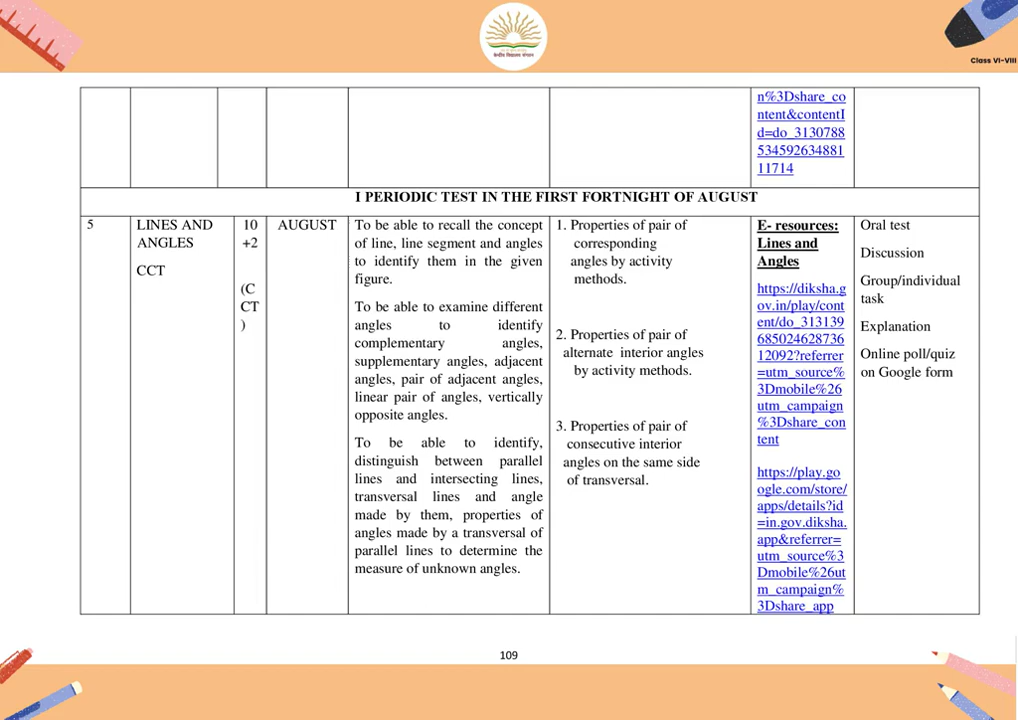 केन्द्रीय विद्यालय संगठन
Class VI-VIII
n%3Dshare_co
ntent&contentI
d=do_3130788
534592634881
11714
I PERIODIC TEST IN THE FIRST FORTNIGHT OF AUGUST
5
LINES AND
ANGLES
CCT
10
+2
(C
CT
)
AUGUST
To be able to recall the concept
of line, line segment and angles
to identify them in the given
figure.
To be able to examine different
angles to identify
complementary angles,
supplementary angles, adjacent
angles, pair of adjacent angles,
linear pair of angles, vertically
opposite angles.
To be able to identify,
distinguish between parallel
lines and intersecting lines,
transversal lines and angle
made by them, properties of
angles made by a transversal of
parallel lines to determine the
measure of unknown angles.
1. Properties of pair of
corresponding
angles by activity
methods.
2. Properties of pair of
alternate interior angles
by activity methods.
3. Properties of pair of
consecutive interior
angles on the same side
of transversal.
E- resources:
Lines and
Angles
https://diksha.g
ov.in/play/cont
ent/do_313139
685024628736
12092?referrer
=utm_source%
3Dmobile%26
utm_campaign
%3Dshare_con
tent
https://play.go
ogle.com/store/
apps/details?id
=in.gov.diksha.
app&referrer=
utm_source%3
Dmobile%26ut
m_campaign%
3Dshare_app
Oral test
Discussion
Group/individual
task
Explanation
Online poll/quiz
on Google form
109